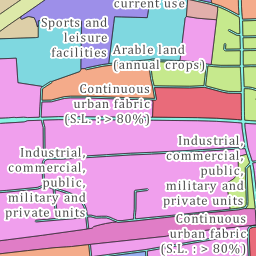 current use
Sports and
leisure
facilities
Arable land
(annual crops)
Continuous
urban fabric
(S.L. : > 80%)
Industrial,
commercial,
public,
military and
private units
Industrial,
commercial,
public,
military and
private units
Continuous
urban fabric
(S.L. : > 80%)